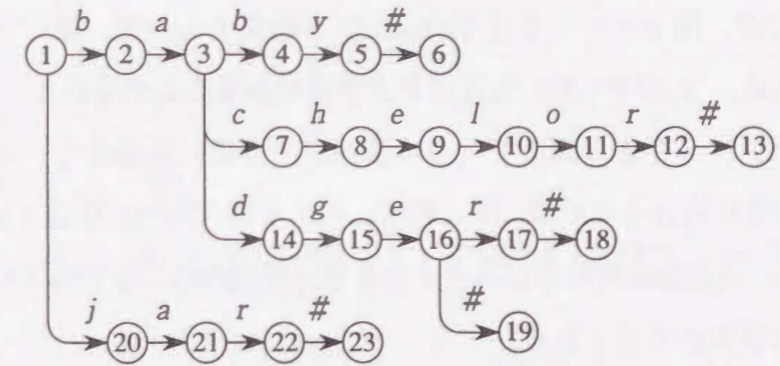 b a b y #
1 2 3 4 5 6
c h e l o r #
7 8 9 10 11 12 13
d g e r #
14 15 16 17 18
#
19
j a r #
20 21 22 23